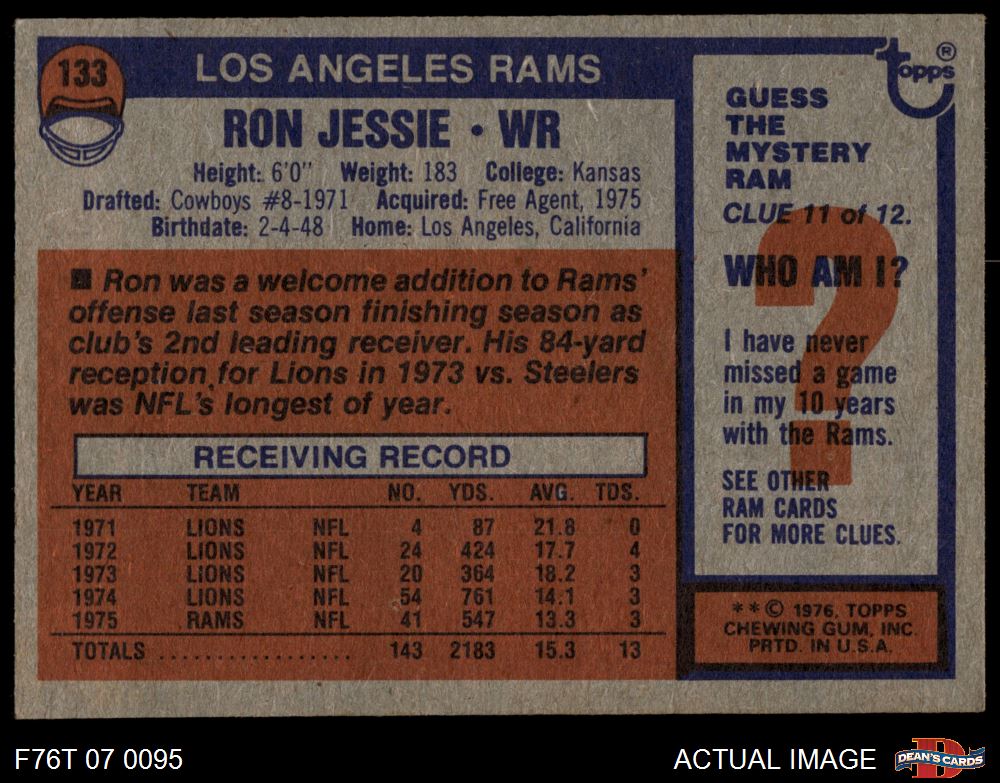 133
LOS ANGELES RAMS
RON JESSIE • WR
Height: 6'0" Weight: 183 College: Kansas
Drafted: Cowboys #8-1971 Acquired: Free Agent, 1975
Birthdate: 2-4-48 Home: Los Angeles, California
■ Ron was a welcome addition to Rams'
offense last season finishing season as
club's 2nd leading receiver. His 84-yard
reception for Lions in 1973 vs. Steelers
was NFL's longest of year.
RECEIVING RECORD
YEAR TEAM NO. YDS. AVG. TDS.
1971 LIONS NFL 4 87 21.8 0
1972 LIONS NFL 24 424 17.7 4
1973 LIONS NFL 20 364 18.2 3
1974 LIONS NFL 54 761 14.1 3
1975 RAMS NFL 41 547 13.3 3
TOTALS .................. 143 2183 15.3 13
topps®
GUESS
THE
MYSTERY
RAM
CLUE 11 of 12.
?
WHO AM I?
I have never
missed a game
in my 10 years
with the Rams.
SEE OTHER
RAM CARDS
FOR MORE CLUES.
**© 1976, TOPPS
CHEWING GUM, INC.
PRTD. IN U.S.A.
F76T 07 0095
ACTUAL IMAGE
D
DEAN'S CARDS